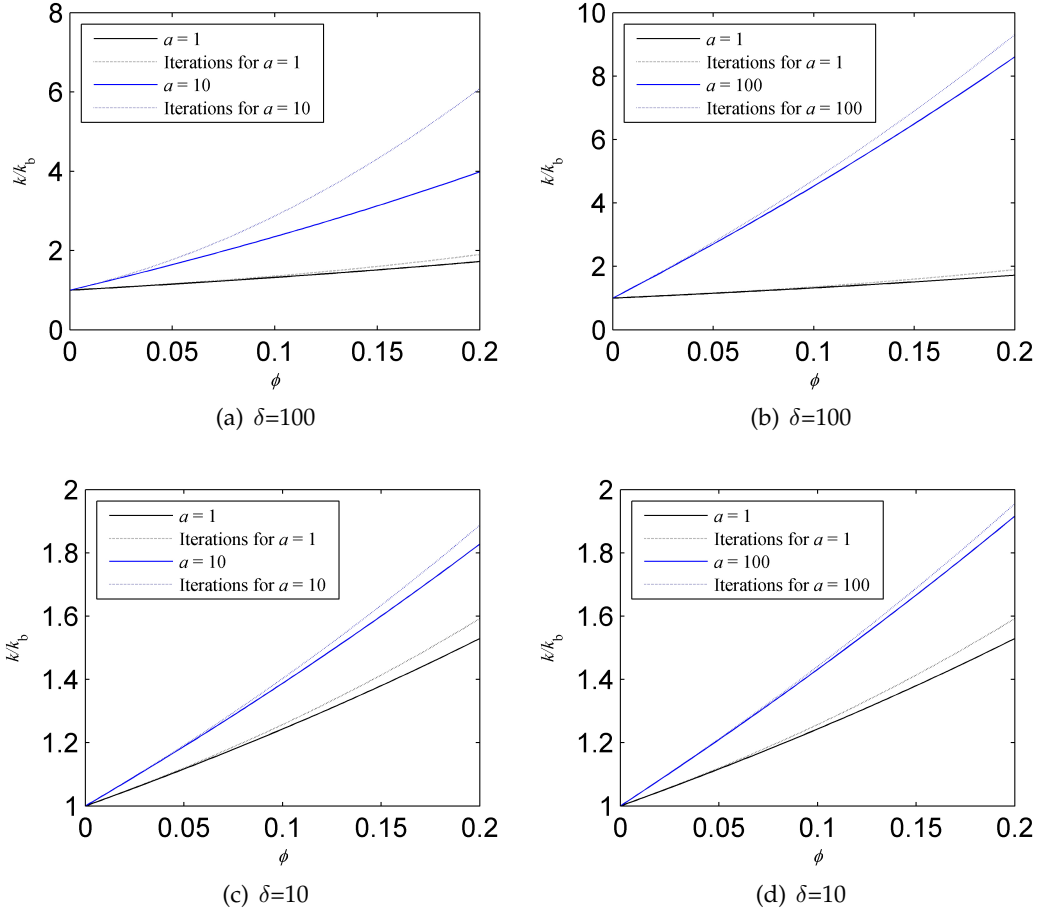 8
6
4
2
0
k/k_b
a = 1
Iterations for a = 1
a = 10
Iterations for a = 10
0 0.05 0.1 0.15 0.2
ϕ
(a) δ=100
10
8
6
4
2
0
k/k_b
a = 1
Iterations for a = 1
a = 100
Iterations for a = 100
0 0.05 0.1 0.15 0.2
ϕ
(b) δ=100
2
1.8
1.6
1.4
1.2
1
k/k_b
a = 1
Iterations for a = 1
a = 10
Iterations for a = 10
0 0.05 0.1 0.15 0.2
ϕ
(c) δ=10
2
1.8
1.6
1.4
1.2
1
k/k_b
a = 1
Iterations for a = 1
a = 100
Iterations for a = 100
0 0.05 0.1 0.15 0.2
ϕ
(d) δ=10